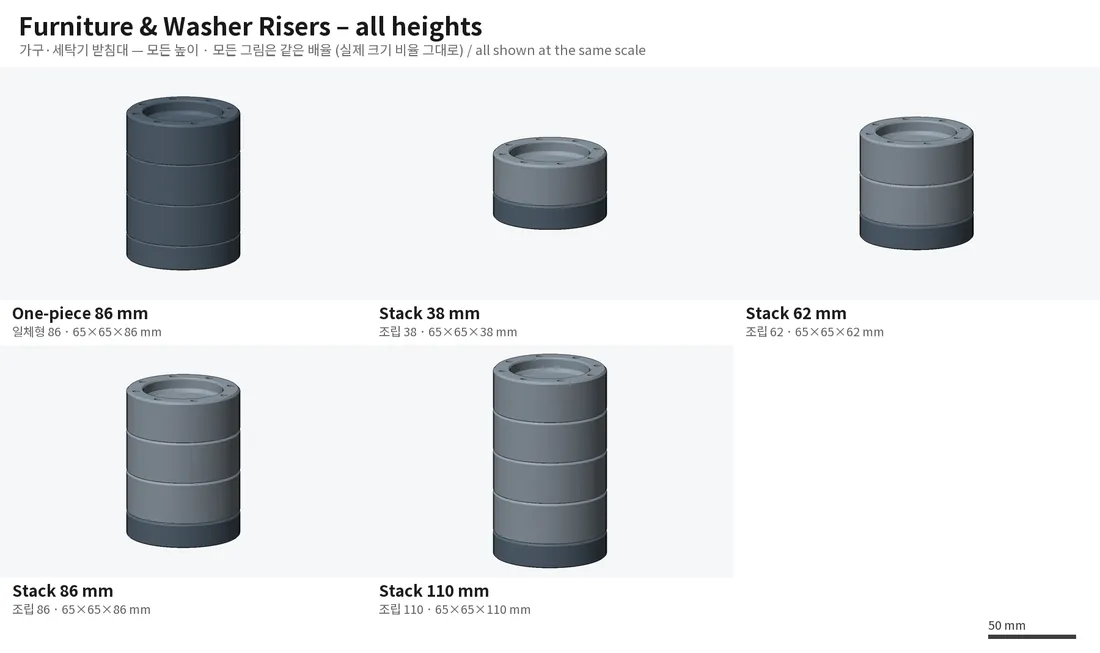 Furniture & Washer Risers – all heights
가구·세탁기 받침대 — 모든 높이 · 모든 그림은 같은 배율 (실제 크기 비율 그대로) / all shown at the same scale
One-piece 86 mm
일체형 86 · 65×65×86 mm
Stack 38 mm
조립 38 · 65×65×38 mm
Stack 62 mm
조립 62 · 65×65×62 mm
Stack 86 mm
조립 86 · 65×65×86 mm
Stack 110 mm
조립 110 · 65×65×110 mm
50 mm